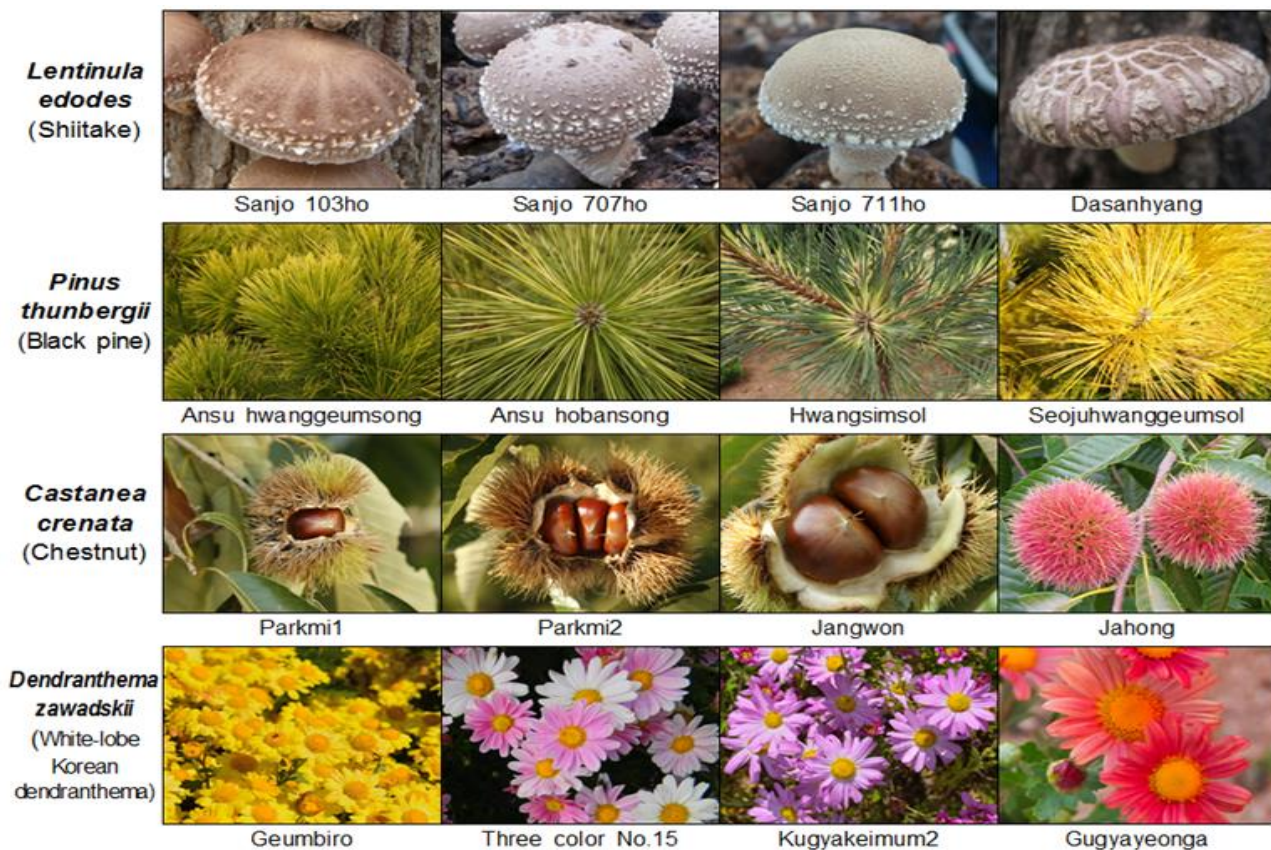 Lentinula
edodes
(Shiitake)
Sanjo 103ho
Sanjo 707ho
Sanjo 711ho
Dasanhyang
Pinus
thunbergii
(Black pine)
Ansu hwanggeumsong
Ansu hobansong
Hwangsimsol
Seojuhwanggeumsol
Castanea
crenata
(Chestnut)
Parkmi1
Parkmi2
Jangwon
Jahong
Dendranthema
zawadskii
(White-lobe
Korean
dendranthema)
Geumbiro
Three color No.15
Kugyakeimum2
Gugyayeonga